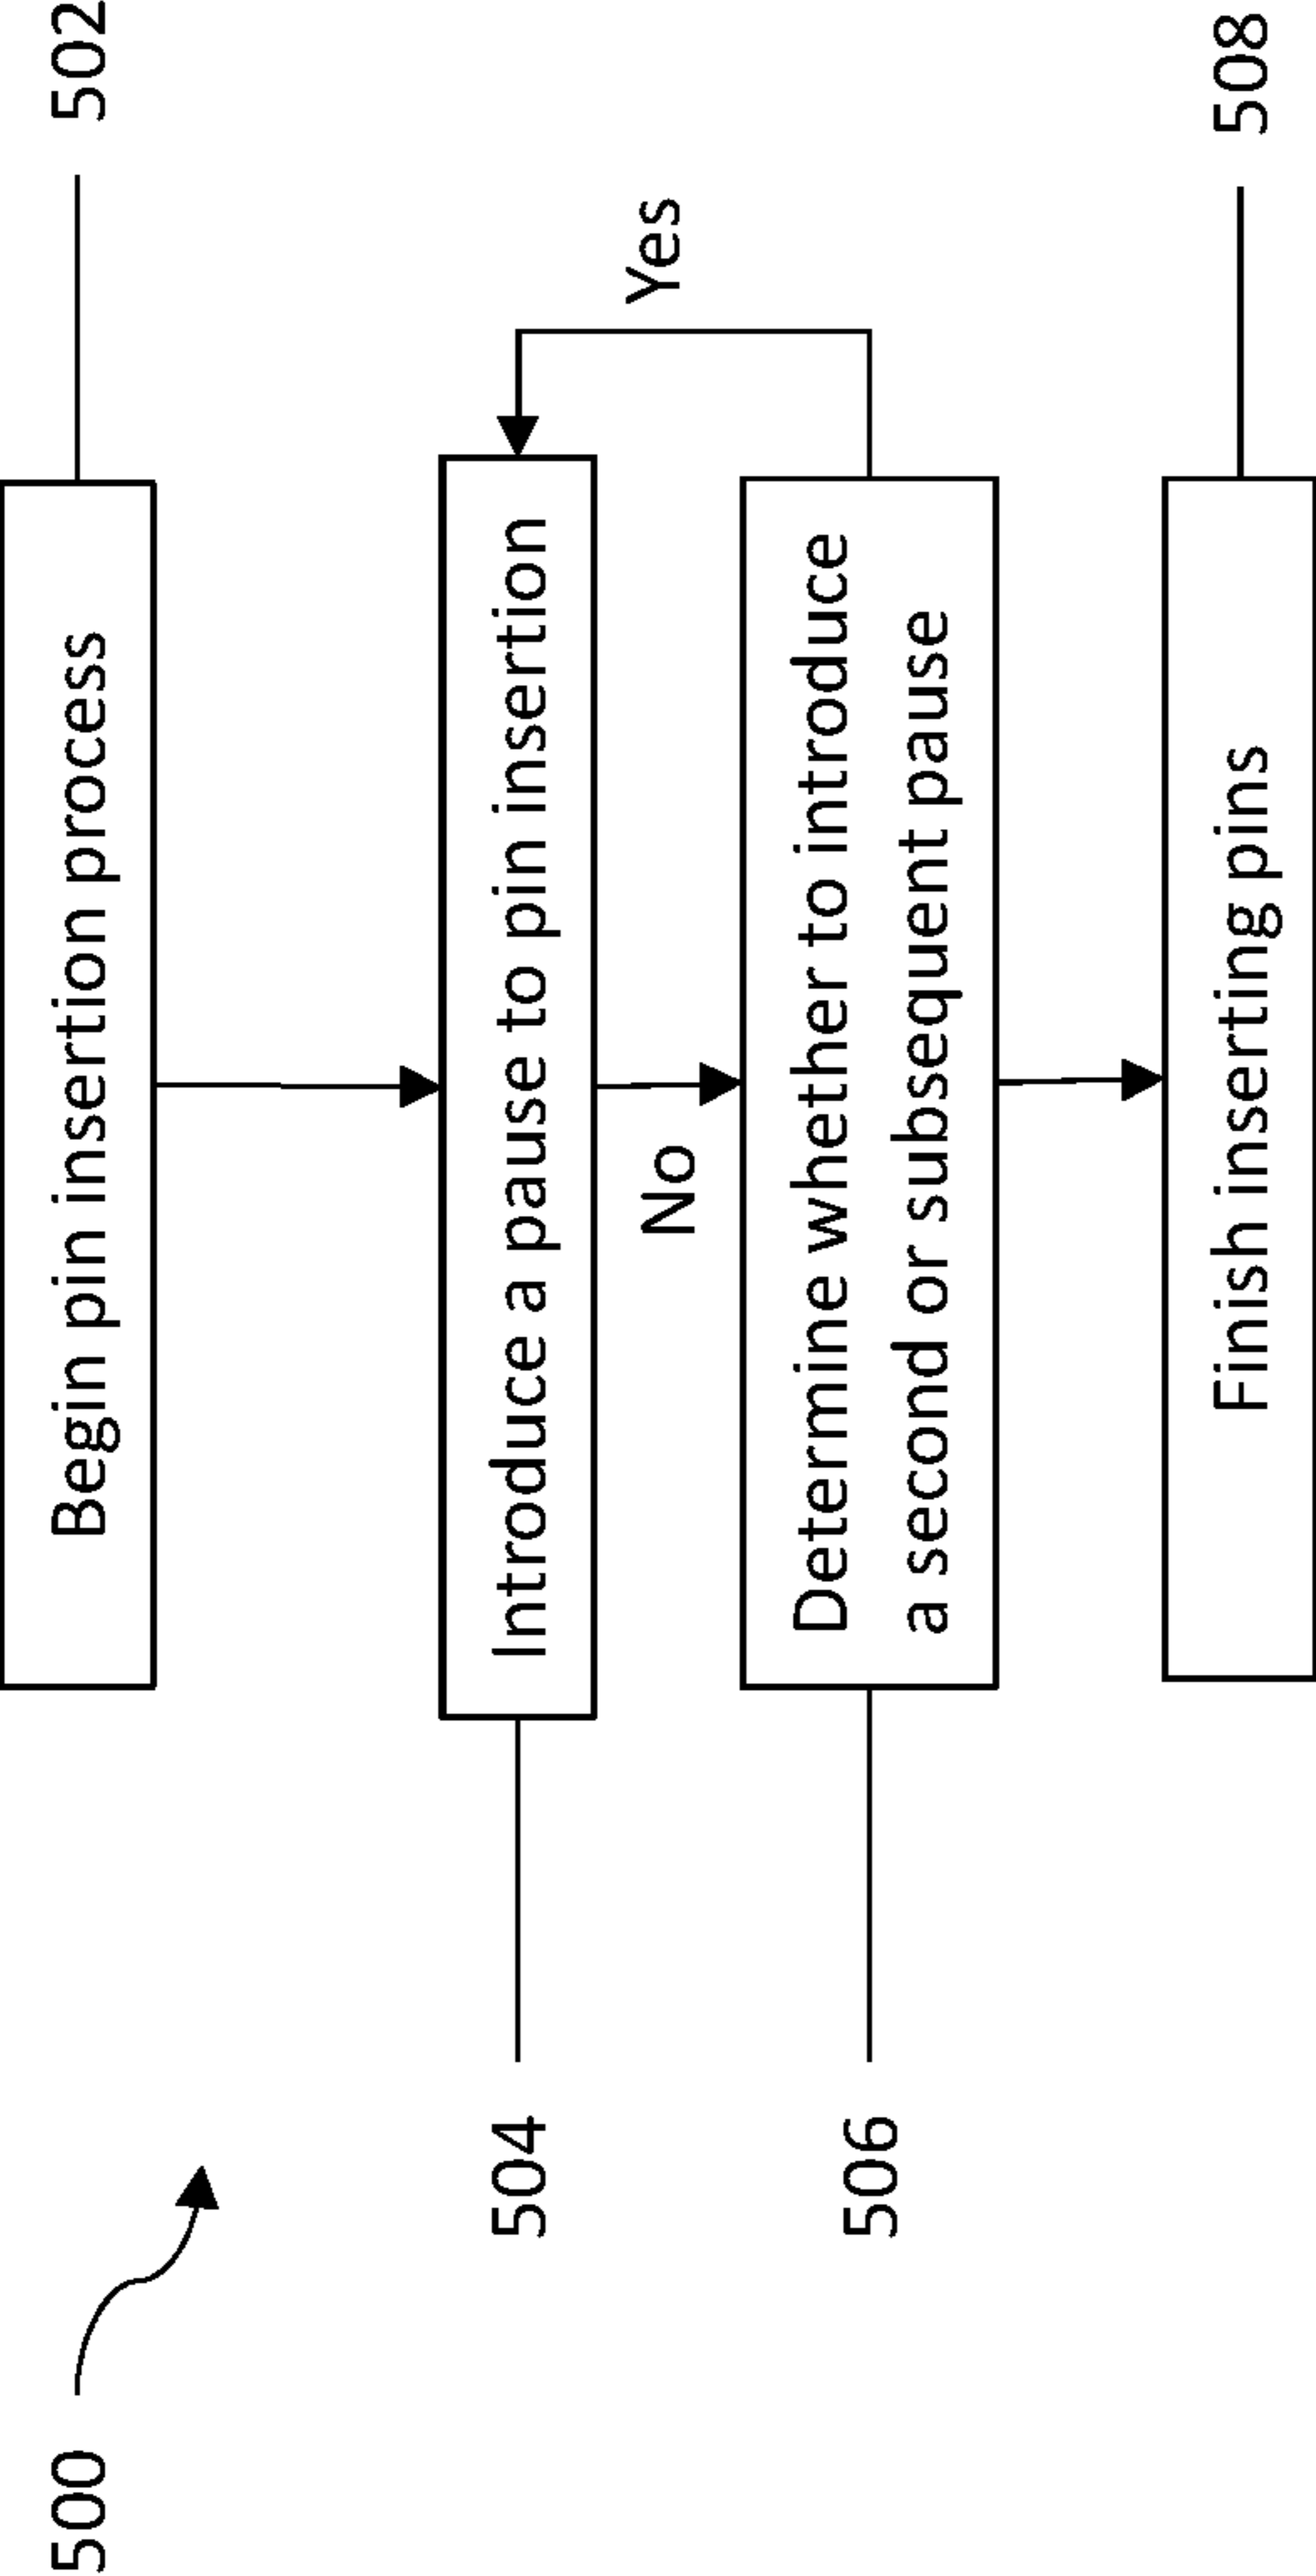 500
502
Begin pin insertion process
504
Introduce a pause to pin insertion
No
Yes
506
Determine whether to introduce
a second or subsequent pause
508
Finish inserting pins